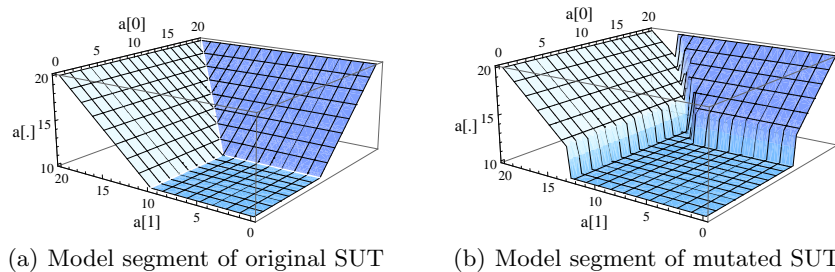 a[0]
0 5 10 15 20
20
15
10
a[.]
20 15 10 5 0
a[1]
a[0]
0 5 10 15 20
20
15
10
a[.]
20 15 10 5 0
a[1]
(a) Model segment of original SUT
(b) Model segment of mutated SUT